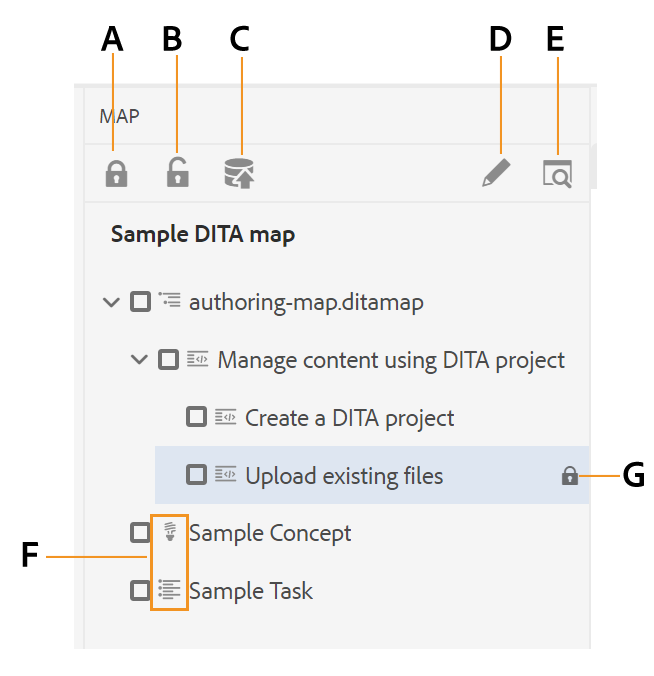 A B C D E
MAP
Sample DITA map
authoring-map.ditamap
Manage content using DITA project
Create a DITA project
Upload existing files
G
Sample Concept
F
Sample Task